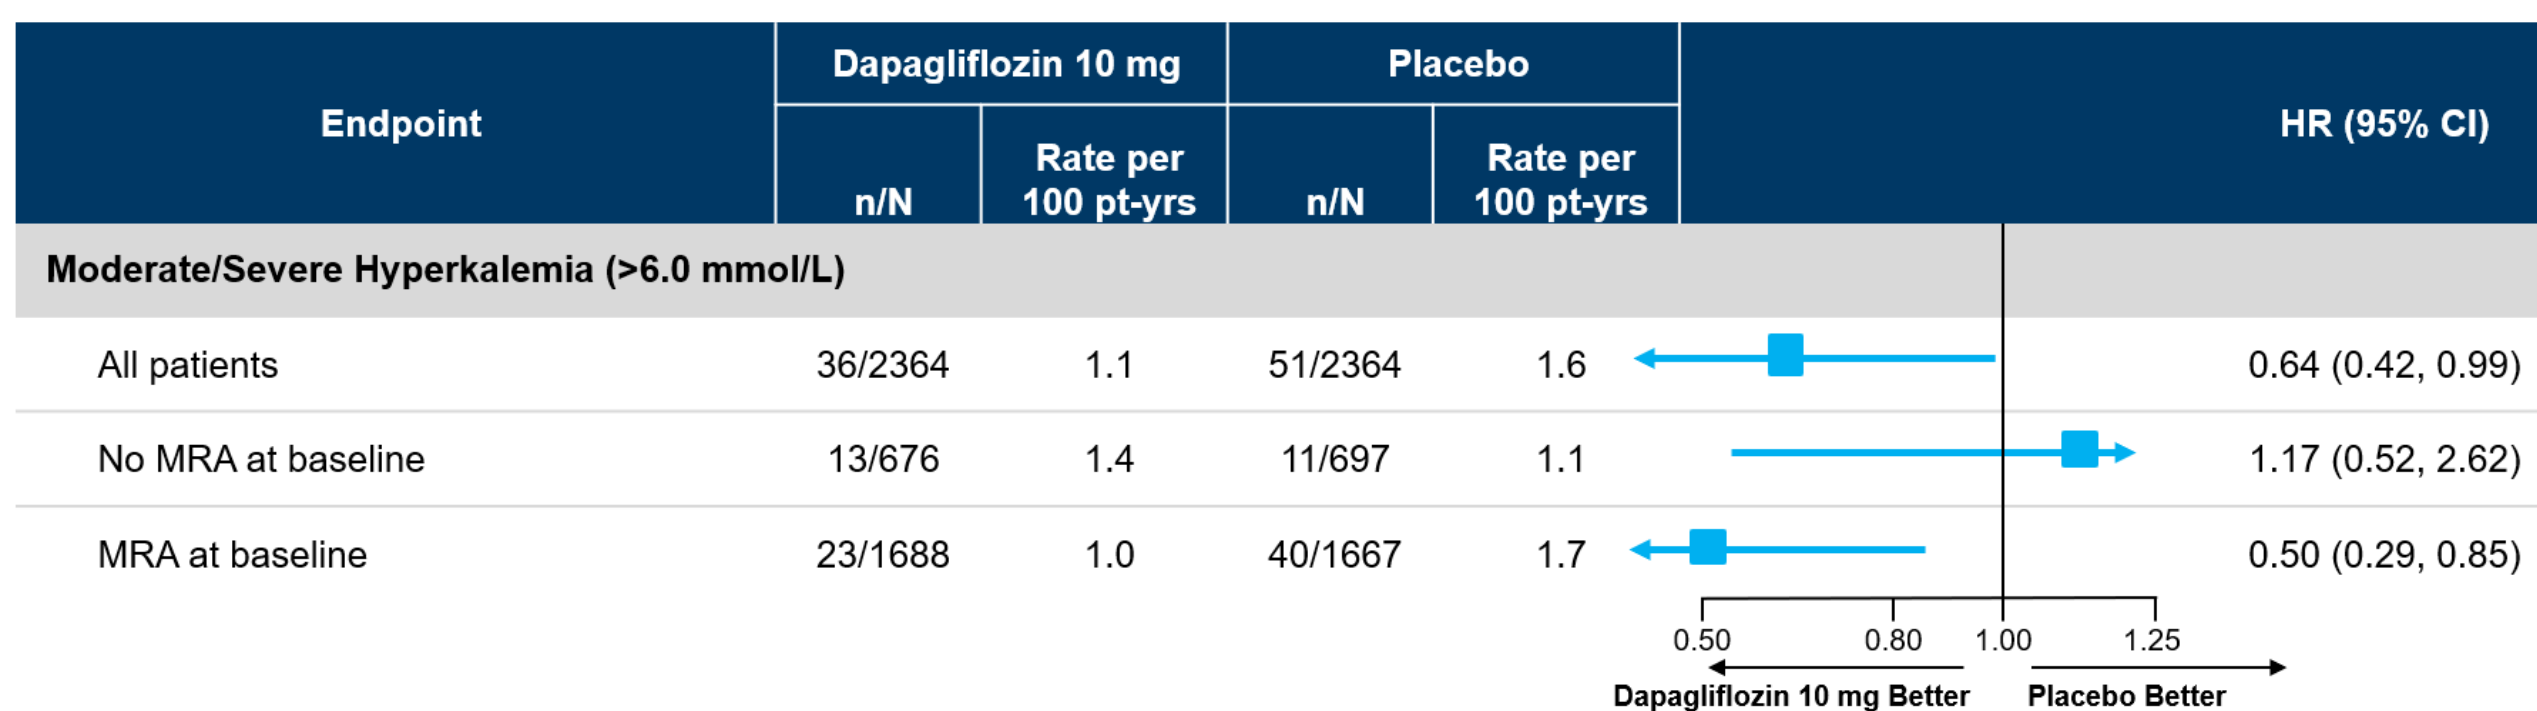 Endpoint
Dapagliflozin 10 mg
Placebo
HR (95% CI)
n/N
Rate per
100 pt-yrs
n/N
Rate per
100 pt-yrs
Moderate/Severe Hyperkalemia (>6.0 mmol/L)
All patients 36/2364 1.1 51/2364 1.6 0.64 (0.42, 0.99)
No MRA at baseline 13/676 1.4 11/697 1.1 1.17 (0.52, 2.62)
MRA at baseline 23/1688 1.0 40/1667 1.7 0.50 (0.29, 0.85)
0.50 0.80 1.00 1.25
Dapagliflozin 10 mg Better Placebo Better